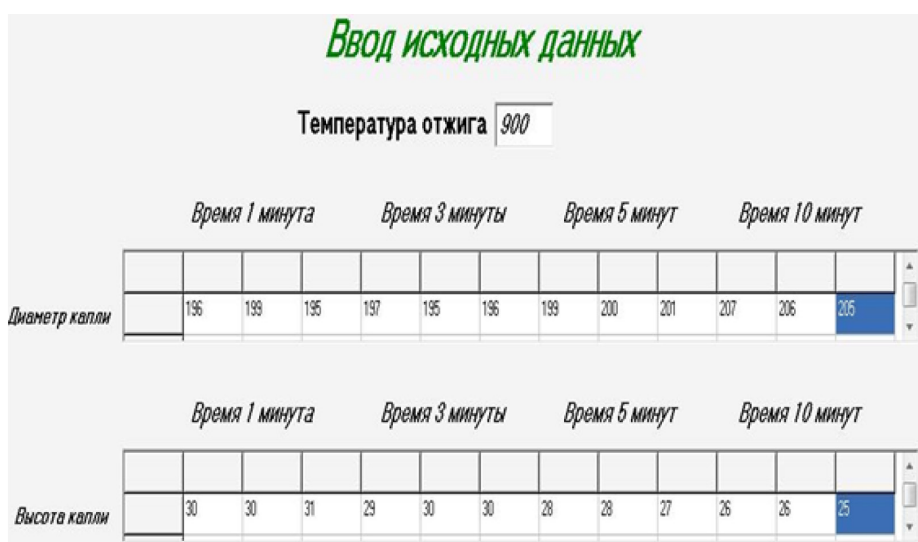 Ввод исходных данных
Температура отжига 900
Время 1 минута Время 3 минуты Время 5 минут Время 10 минут
Диаметр капли 196 199 195 197 195 196 199 200 201 207 206 205
Время 1 минута Время 3 минуты Время 5 минут Время 10 минут
Высота капли 30 30 31 29 30 30 28 28 27 26 26 25